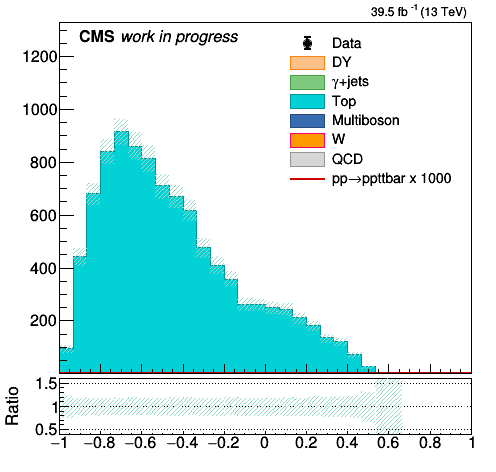 39.5 fb⁻¹ (13 TeV)
CMS work in progress
Data
DY
γ+jets
Top
Multiboson
W
QCD
pp→ppttbar x 1000
1200
1000
800
600
400
200
Ratio
1.5
1
0.5
−1 −0.8 −0.6 −0.4 −0.2 0 0.2 0.4 0.6 0.8 1